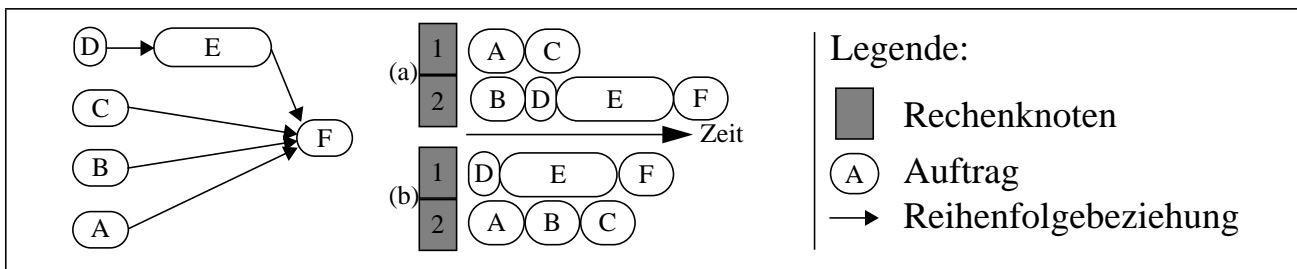 D E
C
B
A
F
(a)
1 A C
2 B D E F
Zeit
(b)
1 D E F
2 A B C
Legende:
Rechenknoten
A Auftrag
Reihenfolgebeziehung